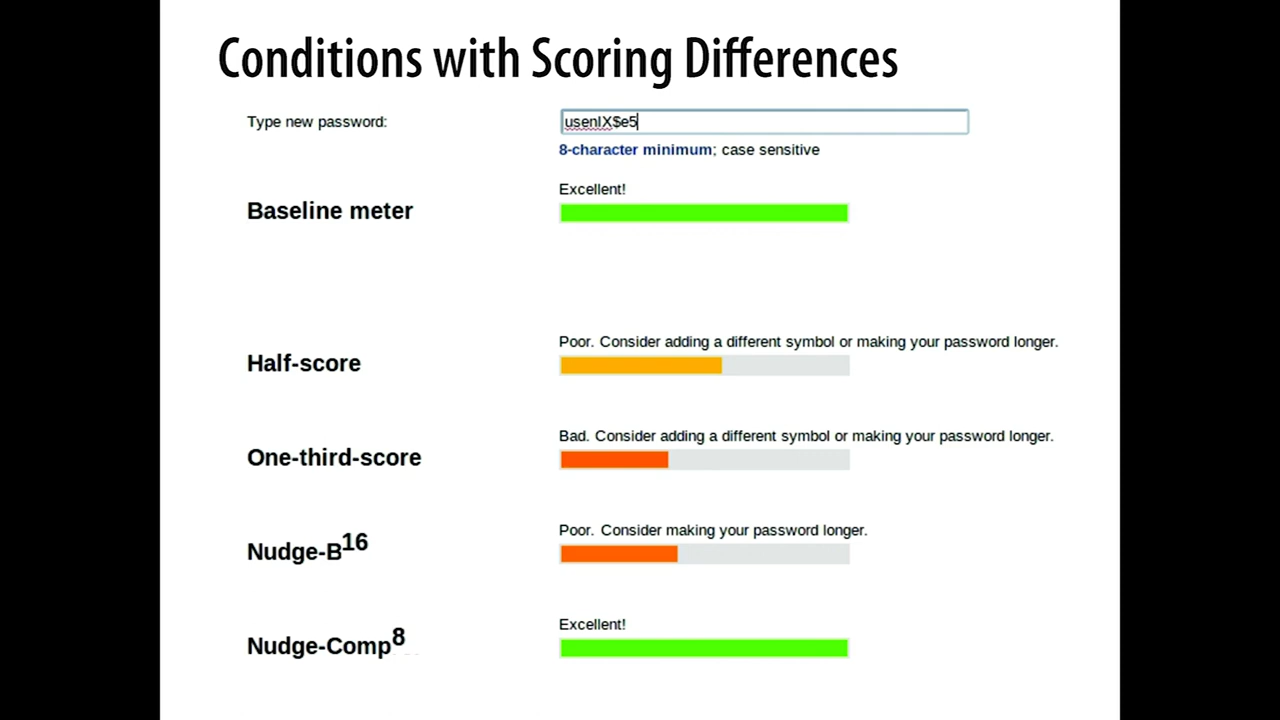 Conditions with Scoring Differences
Type new password:
usenIX$e5
8-character minimum; case sensitive
Excellent!
Baseline meter
Poor. Consider adding a different symbol or making your password longer.
Half-score
Bad. Consider adding a different symbol or making your password longer.
One-third-score
Poor. Consider making your password longer.
Nudge-B16
Excellent!
Nudge-Comp8